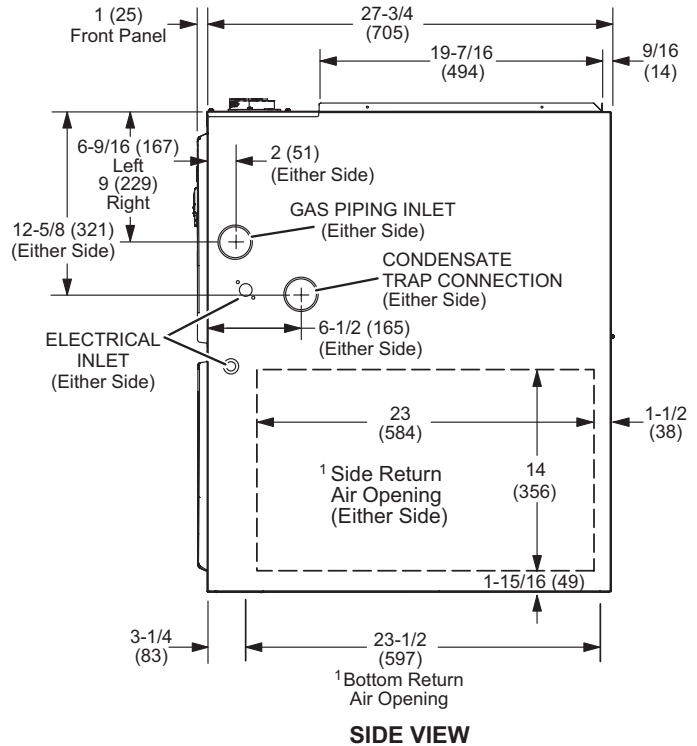 1 (25)
Front Panel
27-3/4
(705)
19-7/16
(494)
9/16
(14)
6-9/16 (167)
Left
9 (229)
Right
2 (51)
(Either Side)
12-5/8 (321)
(Either Side)
GAS PIPING INLET
(Either Side)
CONDENSATE
TRAP CONNECTION
(Either Side)
6-1/2 (165)
(Either Side)
ELECTRICAL
INLET
(Either Side)
23
(584)
1-1/2
(38)
1 Side Return
Air Opening
(Either Side)
14
(356)
1-15/16 (49)
3-1/4
(83)
23-1/2
(597)
1 Bottom Return
Air Opening
SIDE VIEW